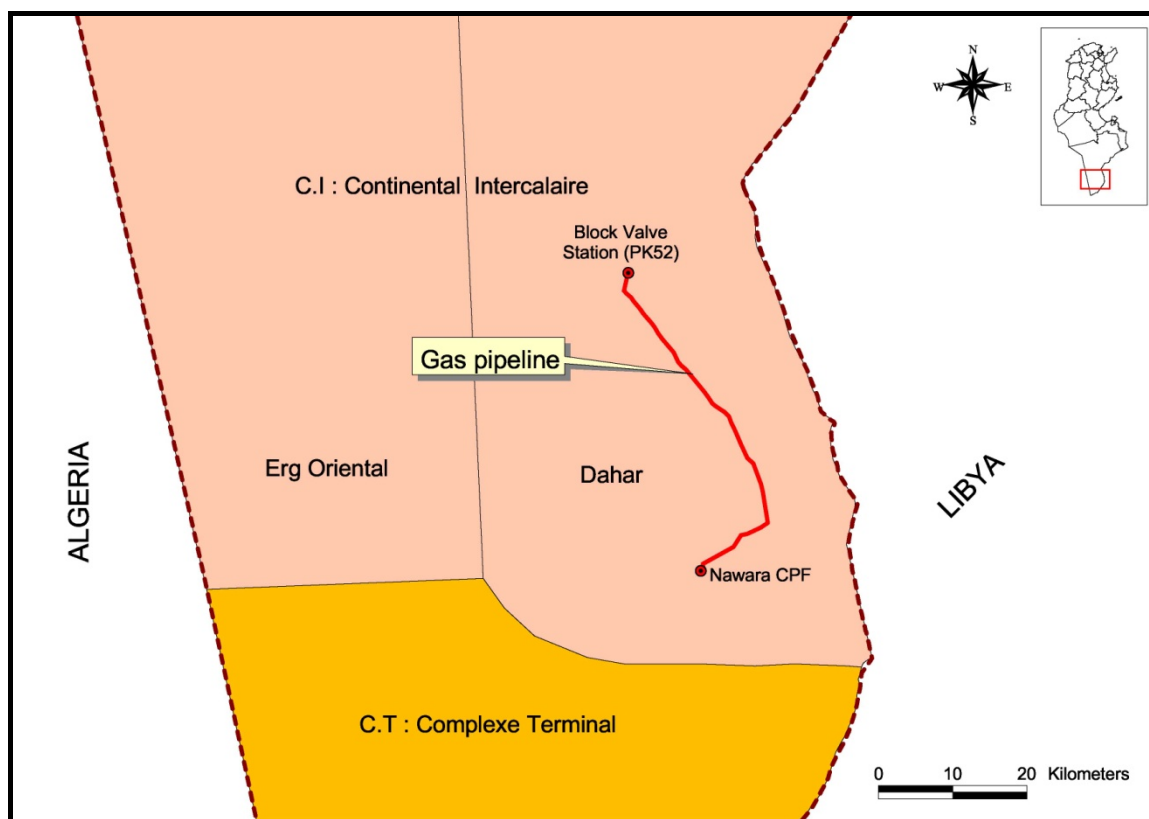 N
W E
S
C.I : Continental Intercalaire
Block Valve
Station (PK52)
Gas pipeline
Erg Oriental
Dahar
ALGERIA
LIBYA
Nawara CPF
C.T : Complexe Terminal
0 10 20 Kilometers